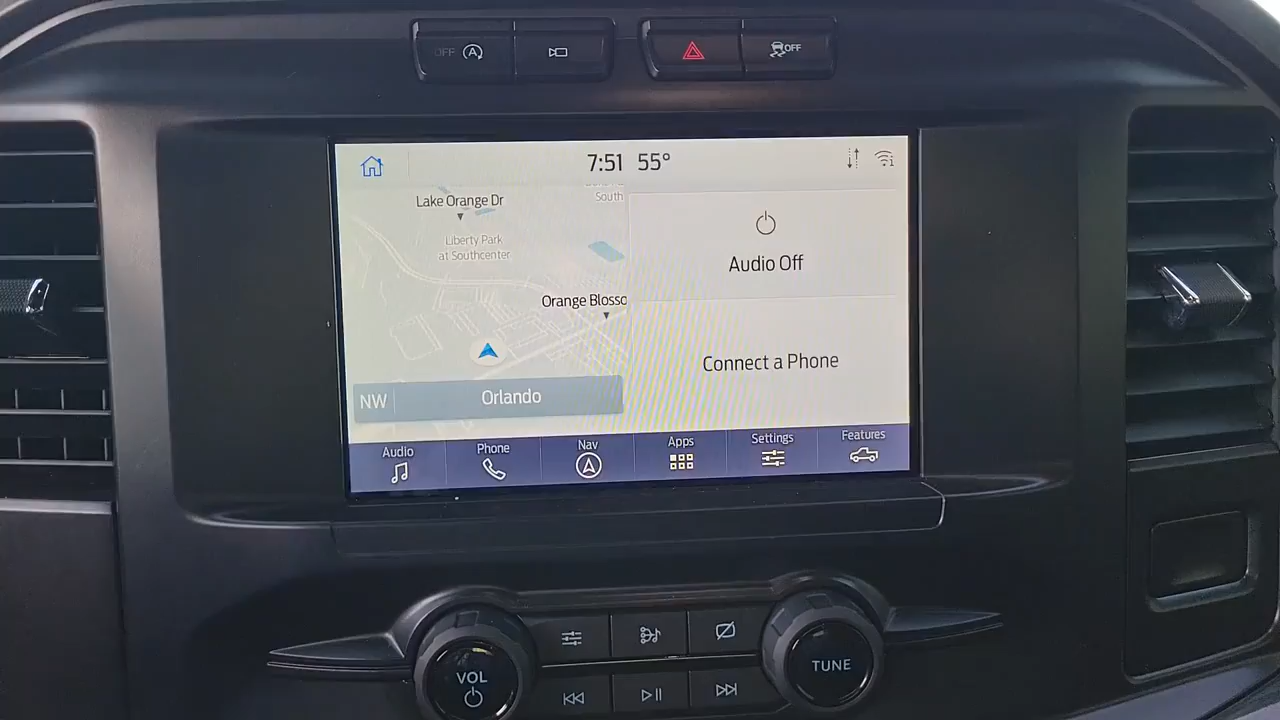 OFF
OFF
7:51 55°
Lake Orange Dr
South
Liberty Park
at Southcenter
Orange Blosso
NW Orlando
Audio Off
Connect a Phone
Audio Phone Nav Apps Settings Features
VOL
TUNE